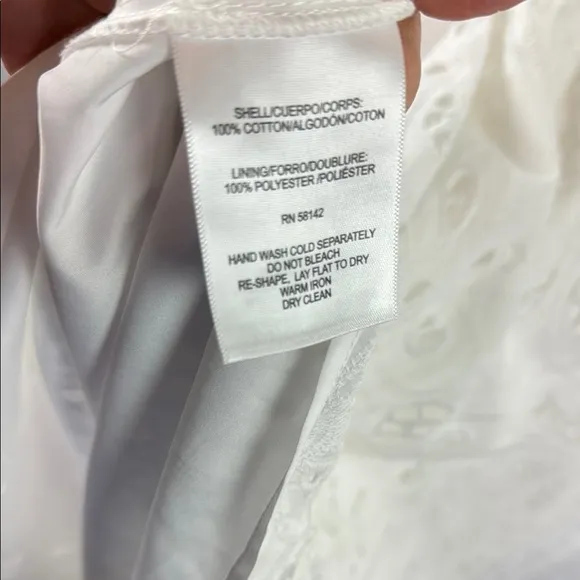 SHELL/CUERPO/CORPS:
100% COTTON/ALGODÓN/COTON
LINING/FORRO/DOUBLURE:
100% POLYESTER /POLIÉSTER
RN 58142
HAND WASH COLD SEPARATELY
DO NOT BLEACH
RE-SHAPE, LAY FLAT TO DRY
WARM IRON
DRY CLEAN